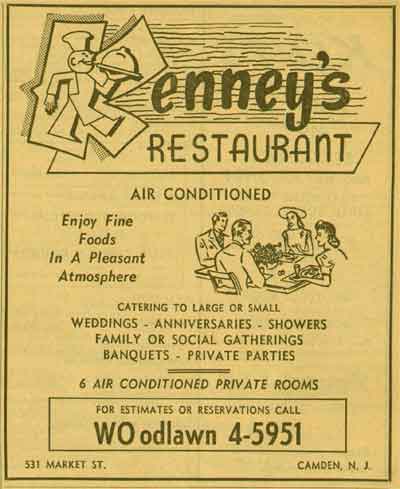 Kenney's
RESTAURANT
AIR CONDITIONED
Enjoy Fine
Foods
In A Pleasant
Atmosphere
CATERING TO LARGE OR SMALL
WEDDINGS - ANNIVERSARIES - SHOWERS
FAMILY OR SOCIAL GATHERINGS
BANQUETS - PRIVATE PARTIES
6 AIR CONDITIONED PRIVATE ROOMS
FOR ESTIMATES OR RESERVATIONS CALL
WO odlawn 4-5951
531 MARKET ST. CAMDEN, N. J.